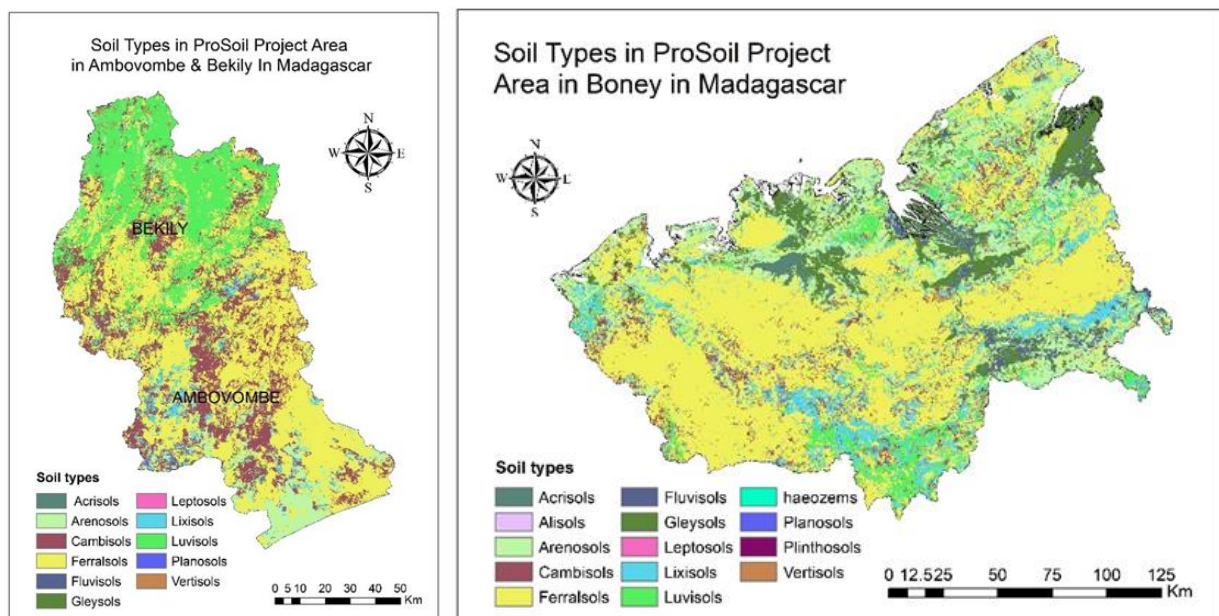 Soil Types in ProSoil Project Area
in Ambovombe & Bekily In Madagascar
N
W E
S
BEKILY
AMBOVOMBE
Soil types
Acrisols Leptosols
Arenosols Lixisols
Cambisols Luvisols
Ferralsols Planosols
Fluvisols Vertisols
Gleysols
0 5 10 20 30 40 50
Km
Soil Types in ProSoil Project
Area in Boney in Madagascar
N
W E
S
Soil types
Acrisols Fluvisols haeozems
Alisols Gleysols Planosols
Arenosols Leptosols Plinthosols
Cambisols Lixisols Vertisols
Ferralsols Luvisols
0 12.525 50 75 100 125
Km